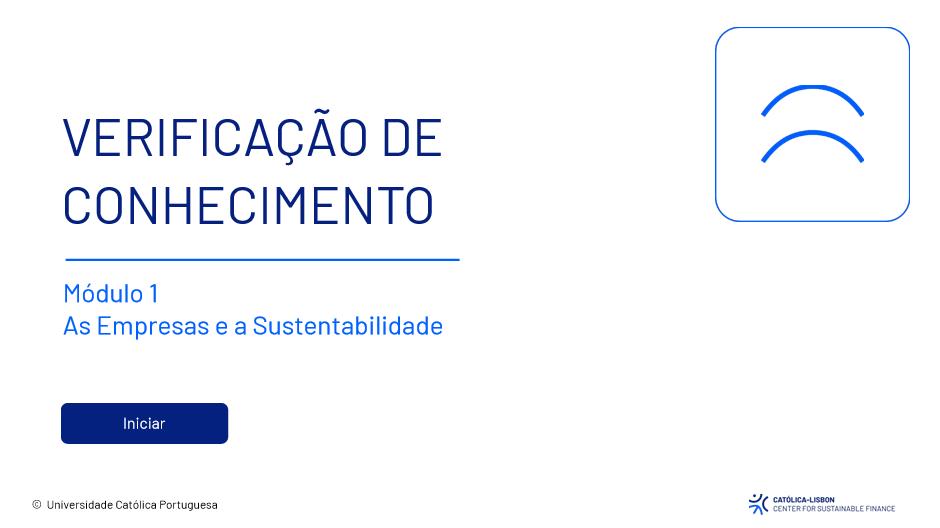 VERIFICAÇÃO DE
CONHECIMENTO
Módulo 1
As Empresas e a Sustentabilidade
Iniciar
© Universidade Católica Portuguesa
CATÓLICA-LISBON
CENTER FOR SUSTAINABLE FINANCE